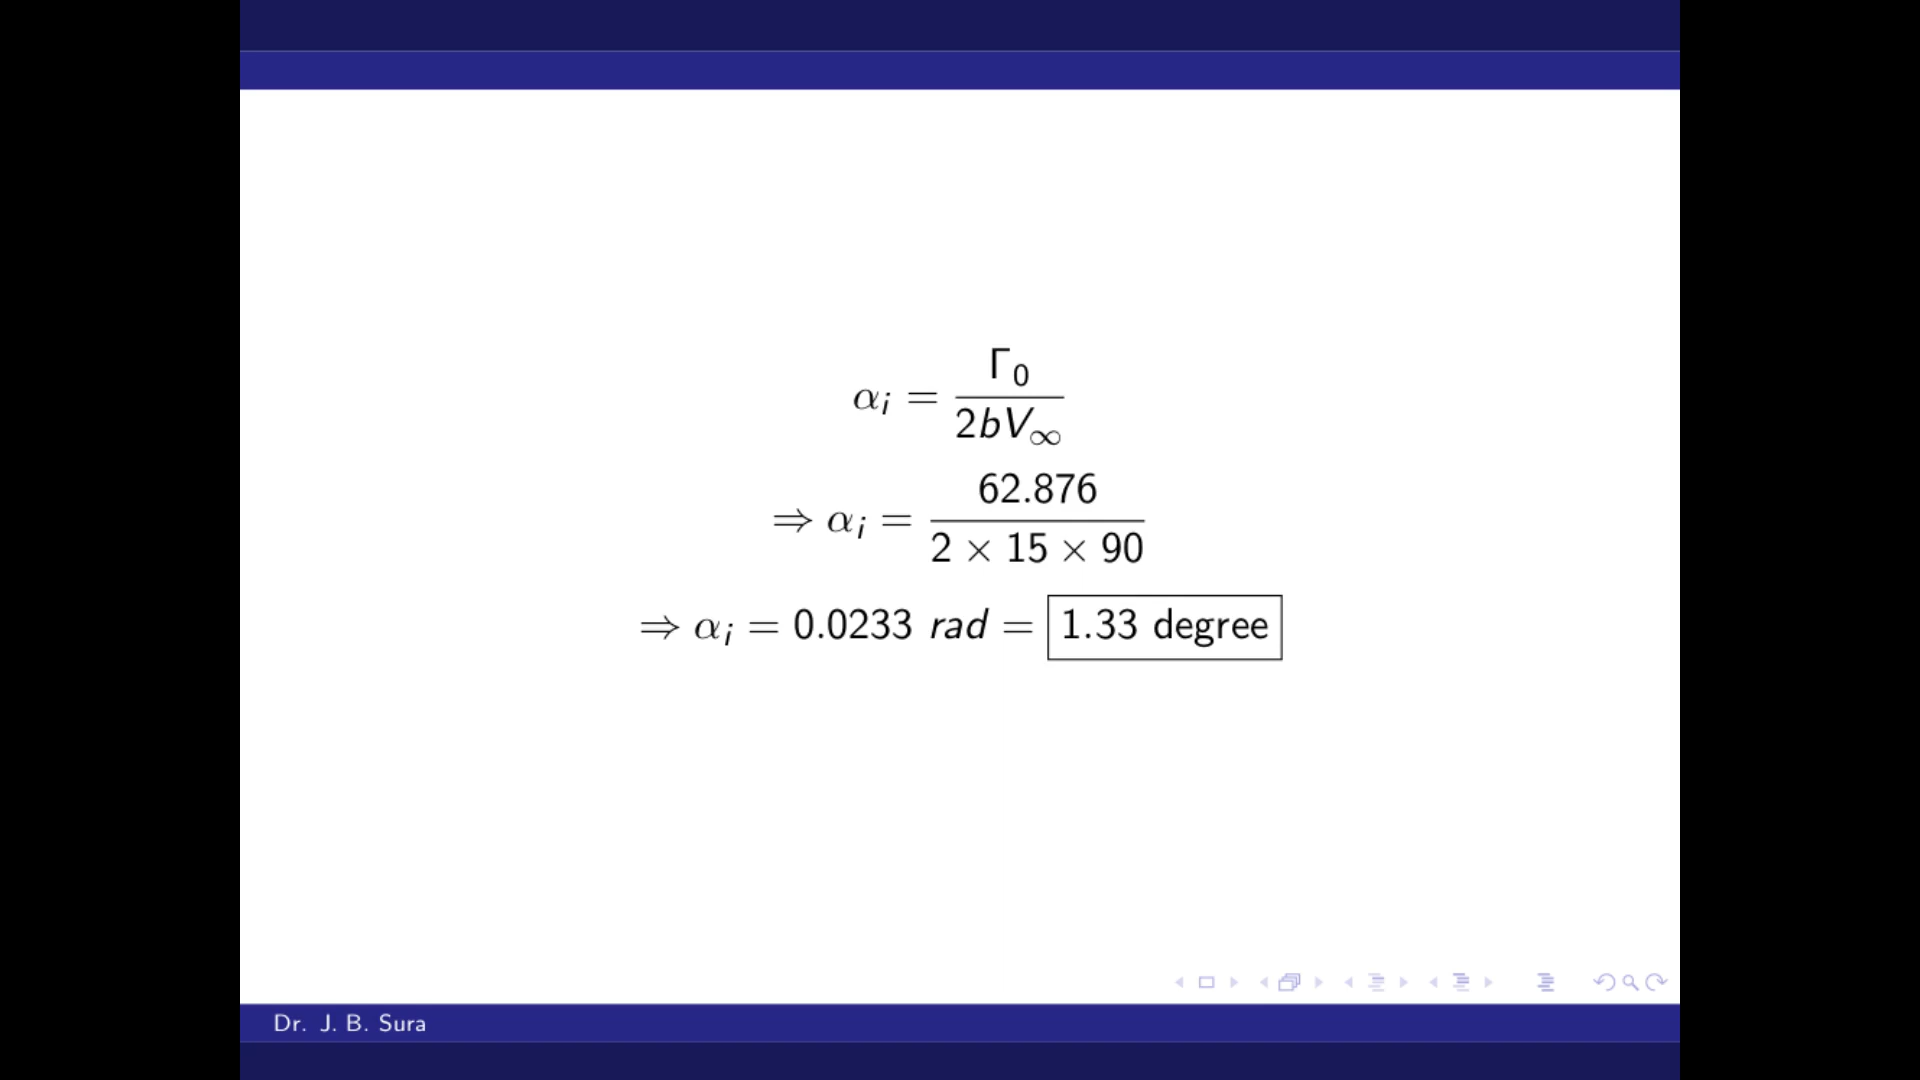 αᵢ = Γ₀ / 2bV∞
⇒ αᵢ = 62.876 / 2 × 15 × 90
⇒ αᵢ = 0.0233 rad = 1.33 degree
Dr. J. B. Sura